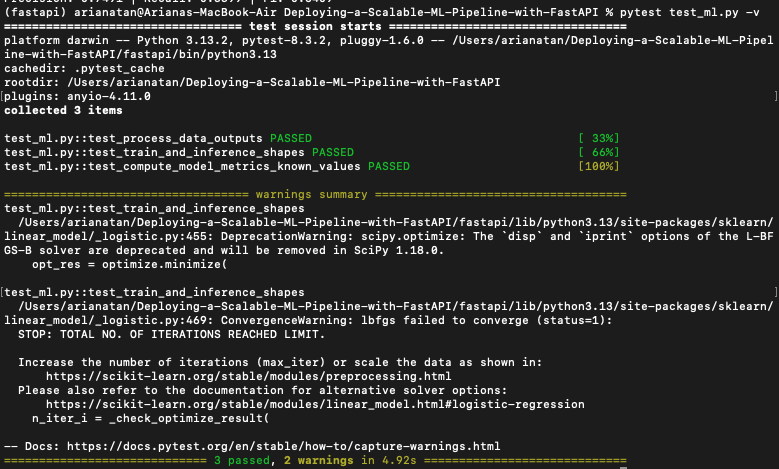 (fastapi) arianatan@Arianas-MacBook-Air Deploying-a-Scalable-ML-Pipeline-with-FastAPI % pytest test_ml.py -v
================================== test session starts ==================================
platform darwin -- Python 3.13.2, pytest-8.3.2, pluggy-1.6.0 -- /Users/arianatan/Deploying-a-Scalable-ML-Pipel
ine-with-FastAPI/fastapi/bin/python3.13
cachedir: .pytest_cache
rootdir: /Users/arianatan/Deploying-a-Scalable-ML-Pipeline-with-FastAPI
[plugins: anyio-4.11.0 ]
collected 3 items
test_ml.py::test_process_data_outputs PASSED [ 33%]
test_ml.py::test_train_and_inference_shapes PASSED [ 66%]
test_ml.py::test_compute_model_metrics_known_values PASSED [100%]
=================================== warnings summary ====================================
test_ml.py::test_train_and_inference_shapes
/Users/arianatan/Deploying-a-Scalable-ML-Pipeline-with-FastAPI/fastapi/lib/python3.13/site-packages/sklearn/
linear_model/_logistic.py:455: DeprecationWarning: scipy.optimize: The `disp` and `iprint` options of the L-BF
GS-B solver are deprecated and will be removed in SciPy 1.18.0.
opt_res = optimize.minimize(
[test_ml.py::test_train_and_inference_shapes ]
/Users/arianatan/Deploying-a-Scalable-ML-Pipeline-with-FastAPI/fastapi/lib/python3.13/site-packages/sklearn/
linear_model/_logistic.py:469: ConvergenceWarning: lbfgs failed to converge (status=1):
STOP: TOTAL NO. OF ITERATIONS REACHED LIMIT.
Increase the number of iterations (max_iter) or scale the data as shown in:
https://scikit-learn.org/stable/modules/preprocessing.html
Please also refer to the documentation for alternative solver options:
https://scikit-learn.org/stable/modules/linear_model.html#logistic-regression
n_iter_i = _check_optimize_result(
-- Docs: https://docs.pytest.org/en/stable/how-to/capture-warnings.html
============================= 3 passed, 2 warnings in 4.92s =============================